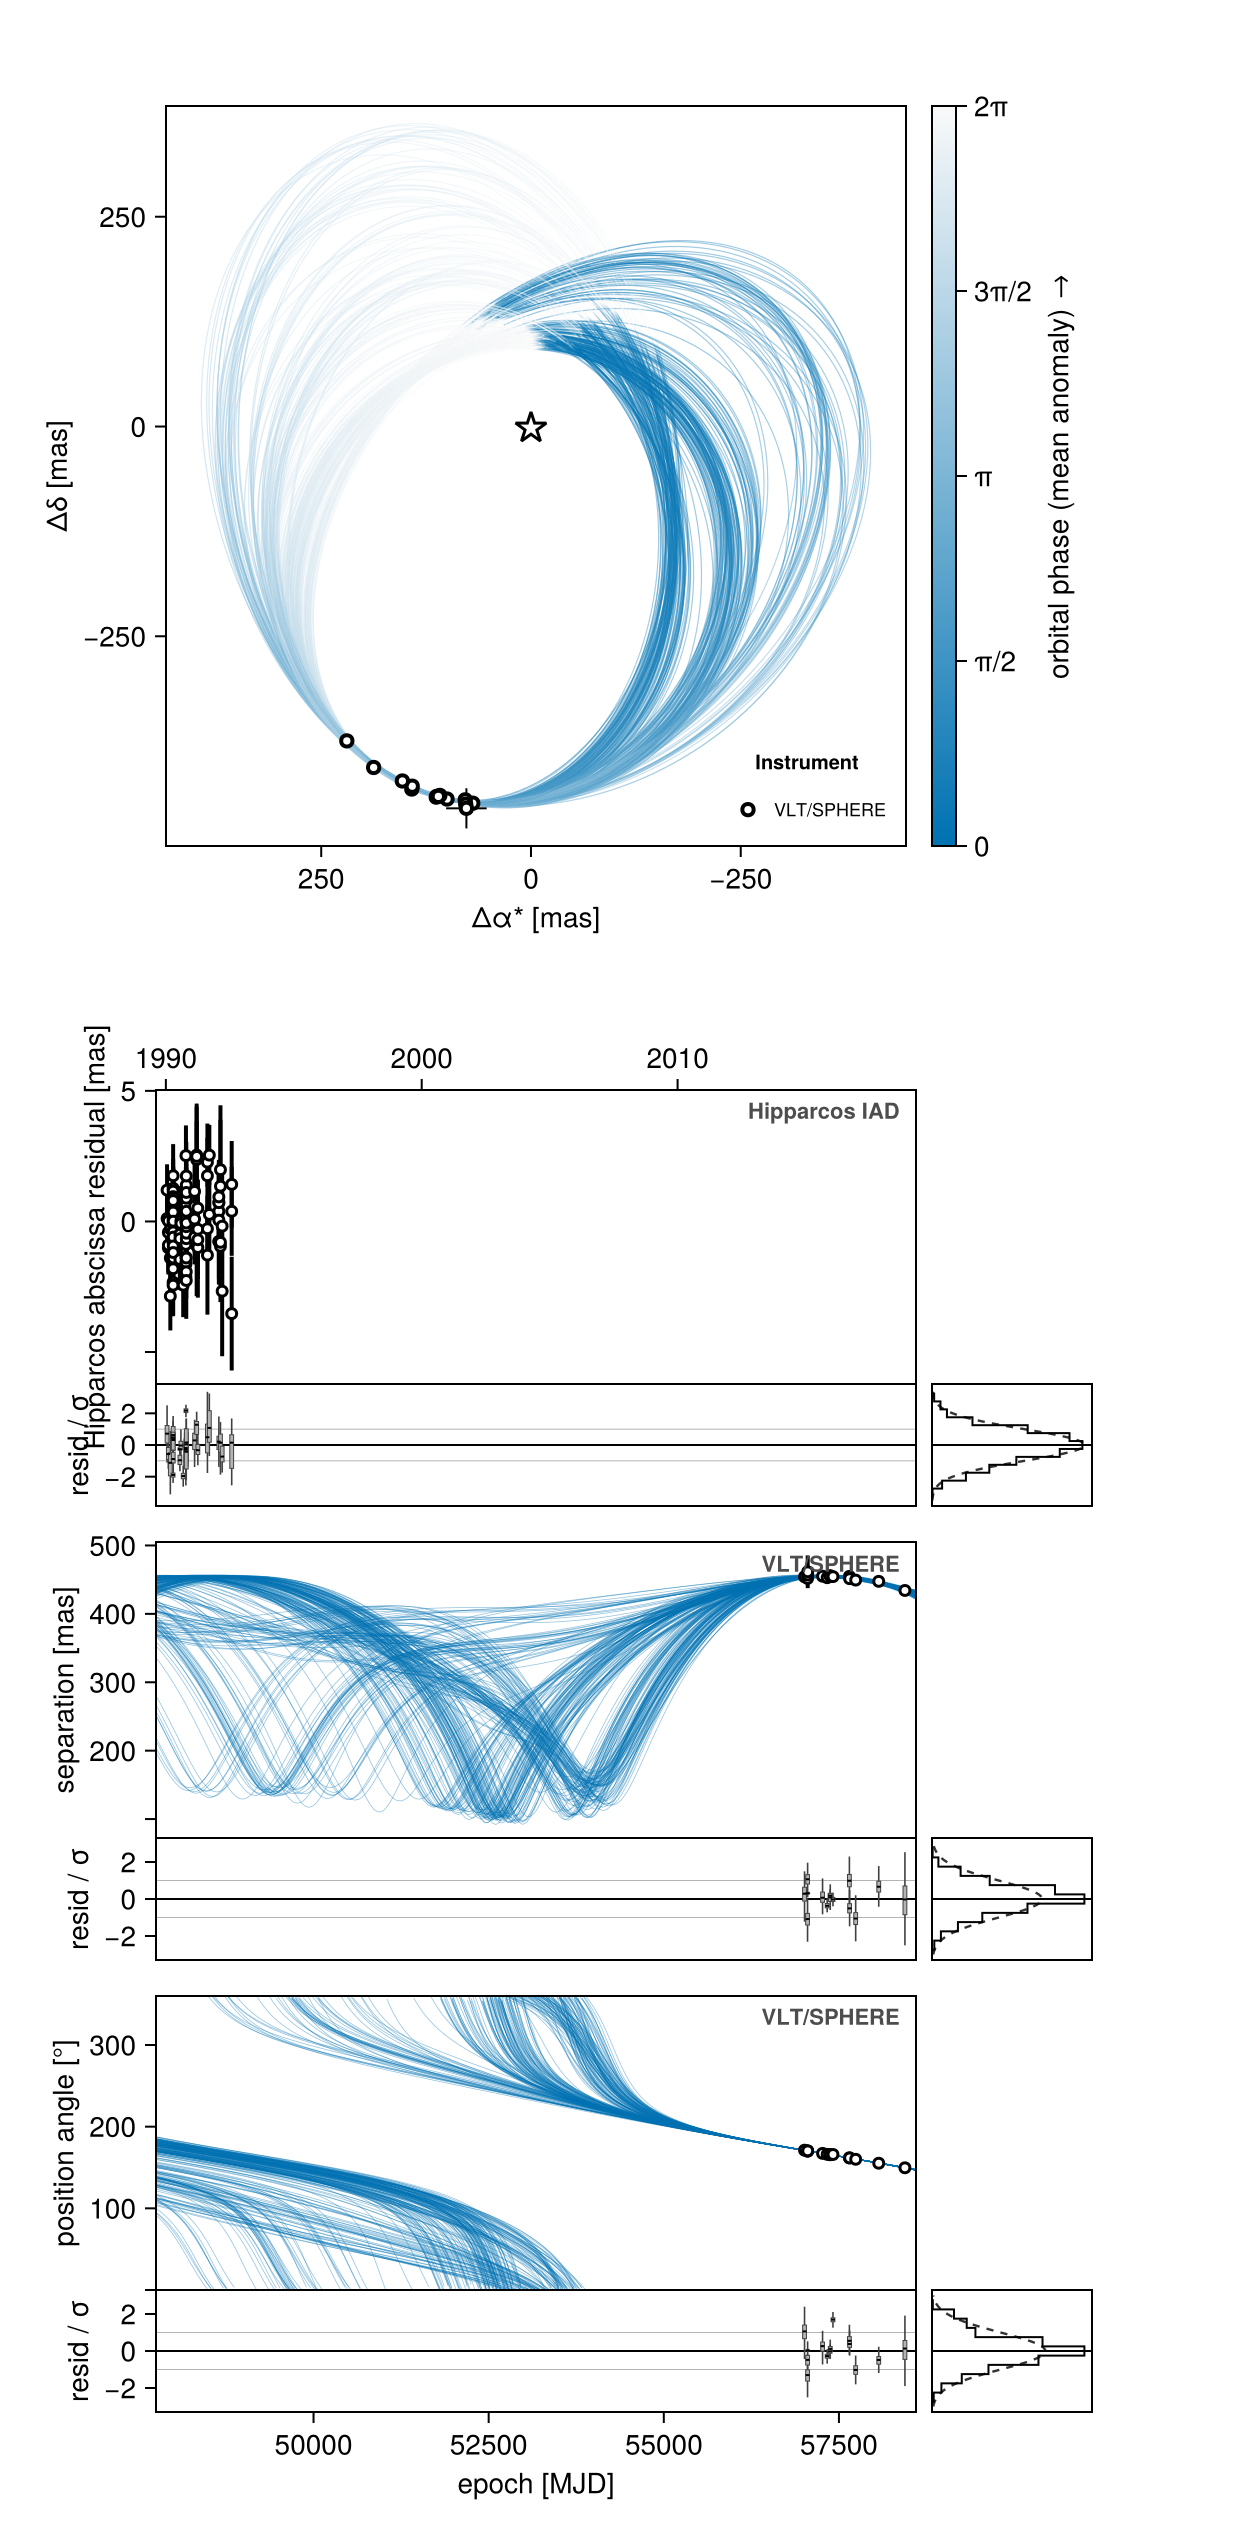 2π
3π/2
π
π/2
0
orbital phase (mean anomaly) →
250
0
−250
Δδ [mas]
Instrument
VLT/SPHERE
250
0
−250
Δα* [mas]
1990
2000
2010
Hipparcos abscissa residual [mas]
5
0
Hipparcos IAD
resid / σ
2
0
−2
separation [mas]
500
400
300
200
VLT/SPHERE
resid / σ
2
0
−2
position angle [°]
300
200
100
VLT/SPHERE
resid / σ
2
0
−2
50000
52500
55000
57500
epoch [MJD]